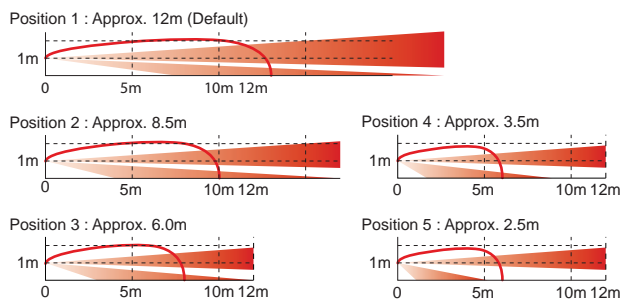 Position 1 : Approx. 12m (Default)
1m
0 5m 10m 12m
Position 2 : Approx. 8.5m
1m
0 5m 10m 12m
Position 4 : Approx. 3.5m
1m
0 5m 10m 12m
Position 3 : Approx. 6.0m
1m
0 5m 10m 12m
Position 5 : Approx. 2.5m
1m
0 5m 10m 12m